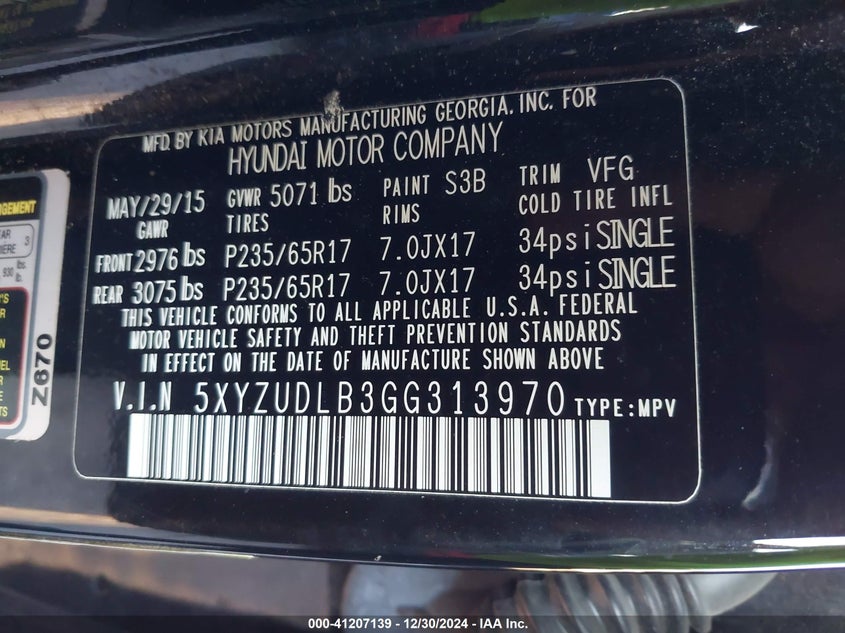 MFD BY KIA MOTORS MANUFACTURING GEORGIA, INC. FOR
HYUNDAI MOTOR COMPANY
MAY/29/15 GVWR 5071 lbs PAINT S3B TRIM VFG
GAWR TIRES RIMS COLD TIRE INFL
FRONT 2976 lbs P235/65R17 7.0JX17 34psi SINGLE
REAR 3075 lbs P235/65R17 7.0JX17 34psi SINGLE
THIS VEHICLE CONFORMS TO ALL APPLICABLE U.S.A. FEDERAL
MOTOR VEHICLE SAFETY AND THEFT PREVENTION STANDARDS
IN EFFECT ON THE DATE OF MANUFACTURE SHOWN ABOVE
V.I.N 5XYZUDLB3GG313970 TYPE:MPV
3
930 lbs.
Z670
000-41207139 - 12/30/2024 - IAA Inc.